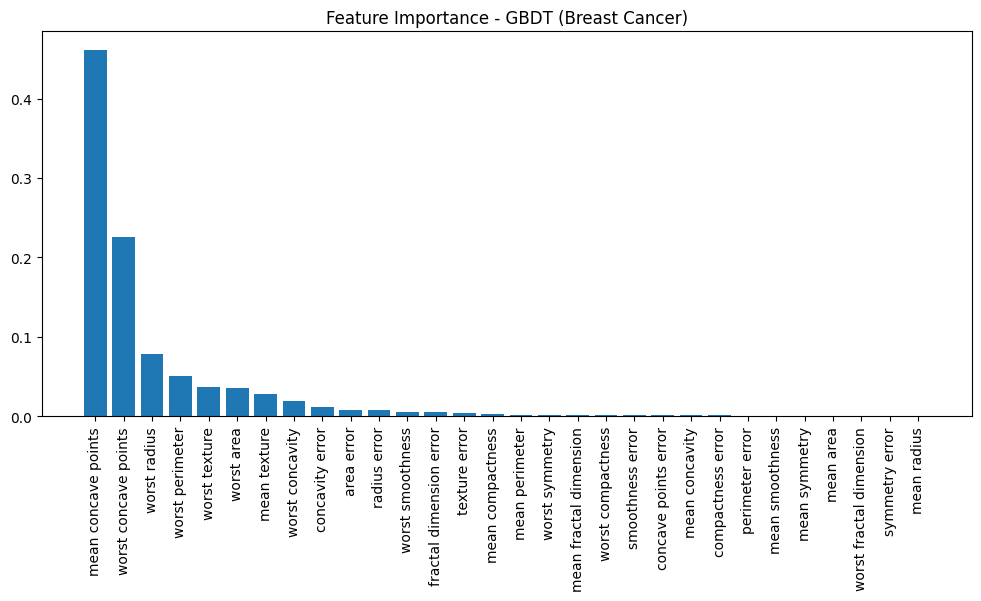 Feature Importance - GBDT (Breast Cancer)
0.4
0.3
0.2
0.1
0.0
mean concave points
worst concave points
worst radius
worst perimeter
worst texture
worst area
mean texture
worst concavity
concavity error
area error
radius error
worst smoothness
fractal dimension error
texture error
mean compactness
mean perimeter
worst symmetry
mean fractal dimension
worst compactness
smoothness error
concave points error
mean concavity
compactness error
perimeter error
mean smoothness
mean symmetry
mean area
worst fractal dimension
symmetry error
mean radius